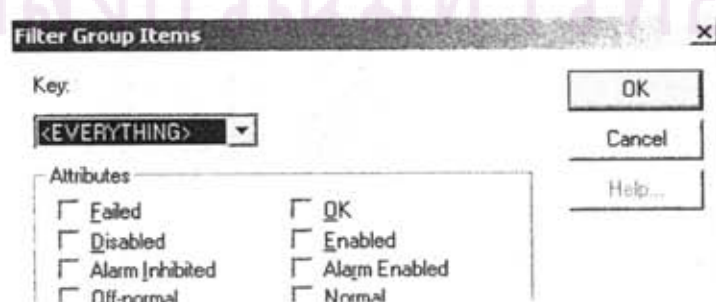 Filter Group Items
Key:
<EVERYTHING>
OK
Cancel
Help...
Attributes
Failed
OK
Disabled
Enabled
Alarm Inhibited
Alarm Enabled
Off-normal
Normal